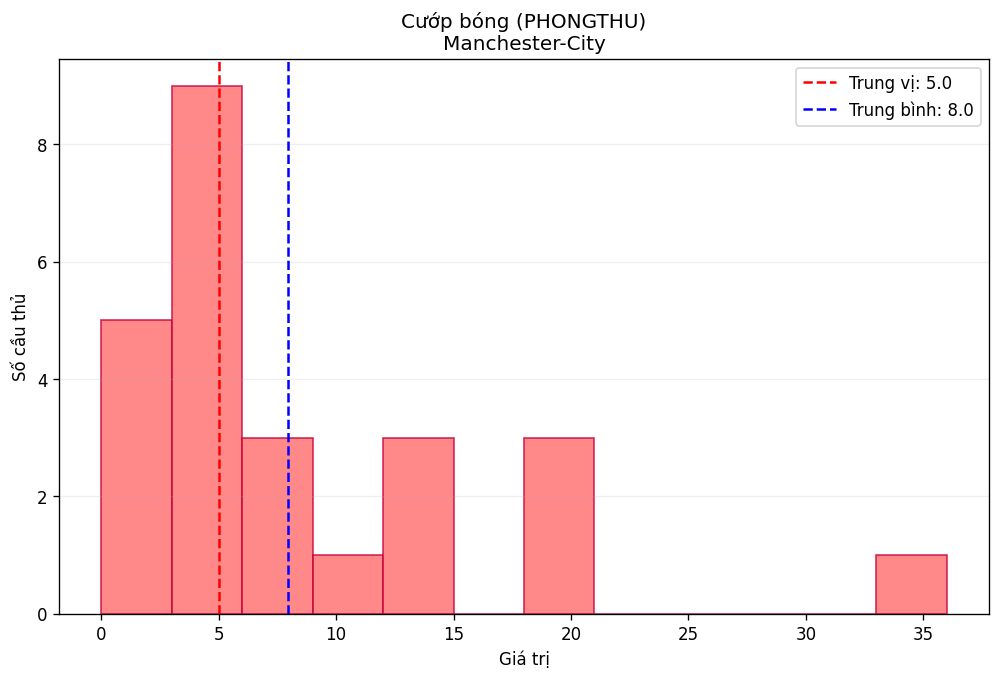 Cướp bóng (PHONGTHU)
Manchester-City
Trung vị: 5.0
Trung bình: 8.0
Số cầu thủ
8
6
4
2
0
0 5 10 15 20 25 30 35
Giá trị